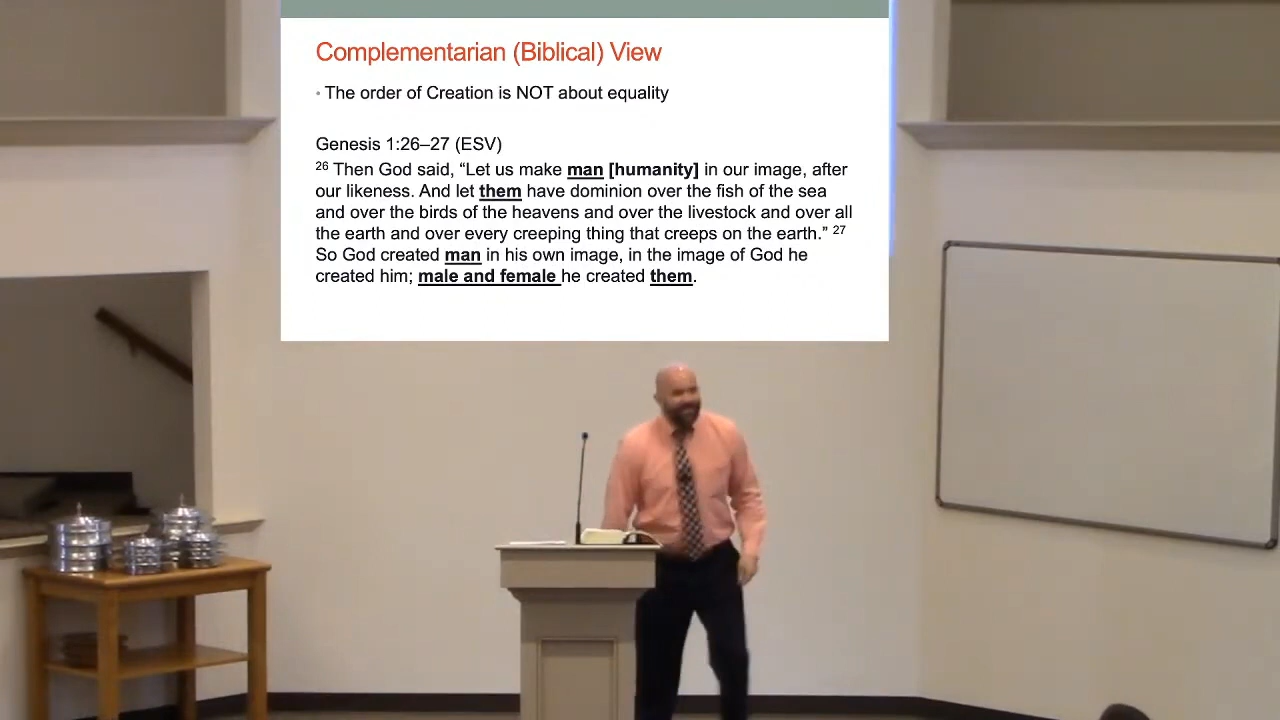 Complementarian (Biblical) View
• The order of Creation is NOT about equality
Genesis 1:26–27 (ESV)
26 Then God said, “Let us make man [humanity] in our image, after
our likeness. And let them have dominion over the fish of the sea
and over the birds of the heavens and over the livestock and over all
the earth and over every creeping thing that creeps on the earth.” 27
So God created man in his own image, in the image of God he
created him; male and female he created them.